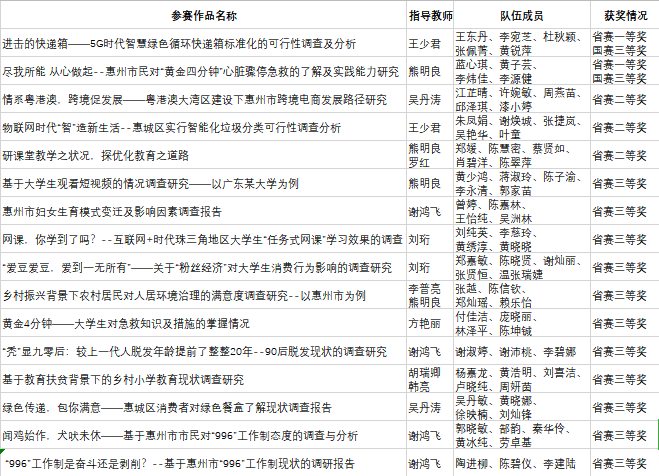 参赛作品名称 指导教师 队伍成员 获奖情况
进击的快递箱——5G时代智慧绿色循环快递箱标准化的可行性调查及分析 王少君 王东丹、李宛芝、杜秋颖、 省赛一等奖
张佩菁、黄锐萍 国赛三等奖
尽我所能 从心做起--惠州市民对“黄金四分钟”心脏骤停急救的了解及实践能力研究 熊明良 蓝心琪、黄子芸、 省赛一等奖
李炜佳、李源健 国赛三等奖
情系粤港澳，跨境促发展——粤港澳大湾区建设下惠州市跨境电商发展路径研究 吴丹涛 江芷晴、许婉敏、周燕苗、 省赛二等奖
邱泽琪、漆小婷
物联网时代“智”造新生活--惠城区实行智能化垃圾分类可行性调查分析 王少君 朱凤娟、谢焕城、张捷岚、 省赛二等奖
吴艳华、叶童
研课堂教学之状况，探优化教育之道路 熊明良 郑媛、陈慧密、蔡贤如、 省赛二等奖
罗红 肖碧洋、陈翠萍
基于大学生观看短视频的情况调查研究——以广东某大学为例 熊明良 黄少鸿、蒋淑玲、陈子渝、 省赛三等奖
李永清、郭家苗
惠州市妇女生育模式变迁及影响因素调查报告 谢鸿飞 曾婷、陈嘉林、 省赛三等奖
王怡纯、吴洲林
网课，你学到了吗？--互联网+时代珠三角地区大学生“任务式网课”学习效果的调查 刘珩 刘纯英、李慈玲、 省赛三等奖
黄绣淳、黄晓晓
“爱豆爱豆，爱到一无所有”——关于“粉丝经济”对大学生消费行为影响的调查研究 刘珩 郑嘉敏、陈晓贤、谢灿丽、 省赛三等奖
张贤恒、温张瑞婕
乡村振兴背景下农村居民对人居环境治理的满意度调查研究--以惠州市为例 李普亮 张越、陈信钦、 省赛三等奖
熊明良 郑灿瑶、赖乐怡
黄金4分钟——大学生对急救知识及措施的掌握情况 方艳丽 付佳洁、庞晓丽、 省赛三等奖
林泽平、陈坤铖
“秃”显九零后：较上一代人脱发年龄提前了整整20年--90后脱发现状的调查研究 谢鸿飞 谢淑婷、谢沛桃、李碧娜 省赛三等奖
基于教育扶贫背景下的乡村小学教育现状调查研究 胡瑞卿 杨嘉龙、黄浩明、刘喜洁、 省赛三等奖
韩亮 卢晓纯、周妍茵
绿色传递，包你满意——惠城区消费者对绿色餐盒了解现状调查报告 吴丹涛 吴丹敏、黄晓娜、 省赛三等奖
徐映楠、刘灿锋
闻鸡始作，犬吠未休——基于惠州市市民对“996”工作制态度的调查与分析 谢鸿飞 郭晓敏、郜韵、秦华伶、 省赛三等奖
黄冰纯、劳卓基
“996”工作制是奋斗还是剥削？--基于惠州市“996”工作制现状的调研报告 谢鸿飞 陶进柳、陈碧仪、李建陆 省赛三等奖